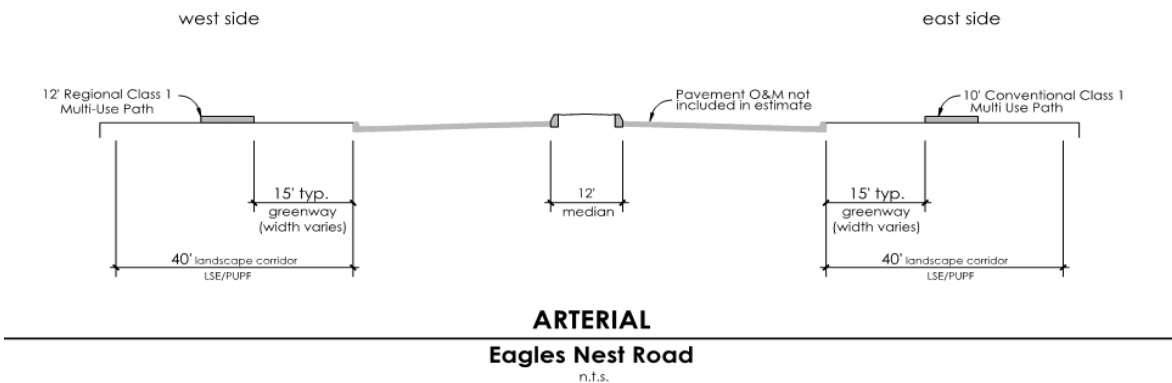 west side
east side
12' Regional Class 1
Multi-Use Path
Pavement O&M not
included in estimate
10' Conventional Class 1
Multi Use Path
15' typ.
greenway
(width varies)
12'
median
15' typ.
greenway
(width varies)
40' landscape corridor
LSE/PUPF
40' landscape corridor
LSE/PUPF
ARTERIAL
Eagles Nest Road
n.t.s.